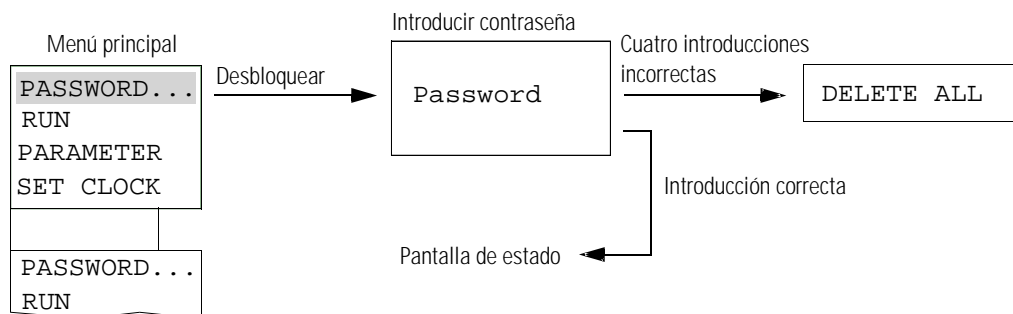 Menú principal
PASSWORD...
RUN
PARAMETER
SET CLOCK
PASSWORD...
RUN
Desbloquear
Introducir contraseña
Password
Cuatro introducciones
incorrectas
DELETE ALL
Introducción correcta
Pantalla de estado